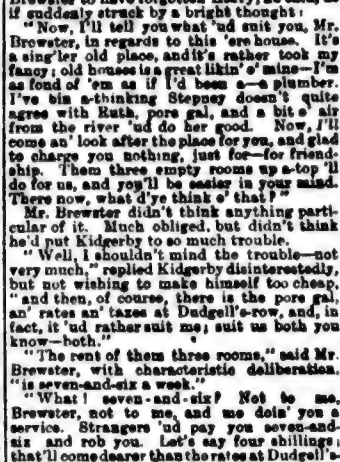 if suddenly struck by a bright thought:
"Now, I'll tell you what 'ud suit you, Mr.
Brewster, in regards to this 'ere house. It's
a sing'ler old place, and it's rather took my
fancy; old houses is a great likin' o' mine—I'm
as fond of 'em as if I'd been a—a plumber.
I've bin a-thinking Stepney doesn't quite
agree with Ruth, pore gal, and a bit o' air
from the river 'ud do her good. Now, I'll
come an' look after the place for you, and glad
to charge you nothing, just for—for friend-
ship. Them three empty rooms up a-top 'll
do for us, and you'll be easier in your mind.
There now, what d'ye think o' that?"
Mr. Brewster didn't think anything parti-
cular of it. Much obliged, but didn't think
he'd put Kidgerby to so much trouble.
"Well, I shouldn't mind the trouble—not
very much," replied Kidgerby disinterestedly,
but not wishing to make himself too cheap,
"and then, of course, there is the pore gal,
an' rates an' taxes at Dudgell's-row, and, in
fact, it 'ud rather suit me; suit us both you
know—both."
"The rent of them three rooms," said Mr.
Brewster, with characteristic deliberation,
"is seven-and-six a week."
"What! seven-and-six? Not to me,
Brewster, not to me, and me doin' you a
service. Strangers 'ud pay you seven-and-
six and rob you. Let's say four shillings;
that'll come dearer than the rates at Dudgell's-